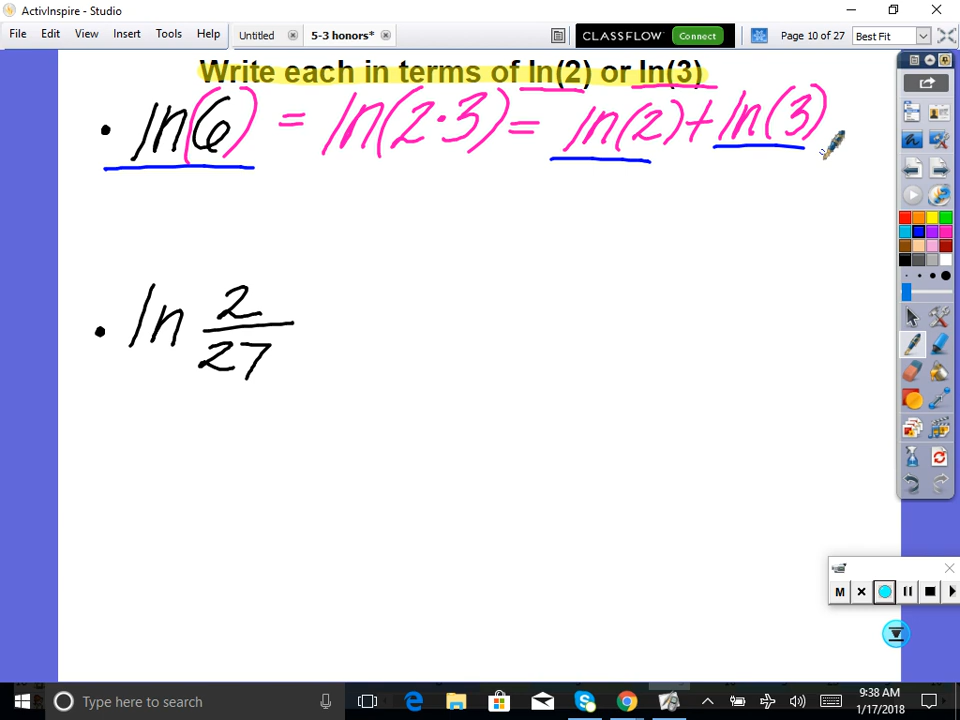 ActivInspire - Studio
File Edit View Insert Tools Help Untitled 5-3 honors* CLASSFLOW Connect Page 10 of 27 Best Fit
Write each in terms of ln(2) or ln(3)
• ln(6) = ln(2·3) = ln(2)+ln(3)
• ln 2/27
M
Type here to search
9:38 AM
1/17/2018